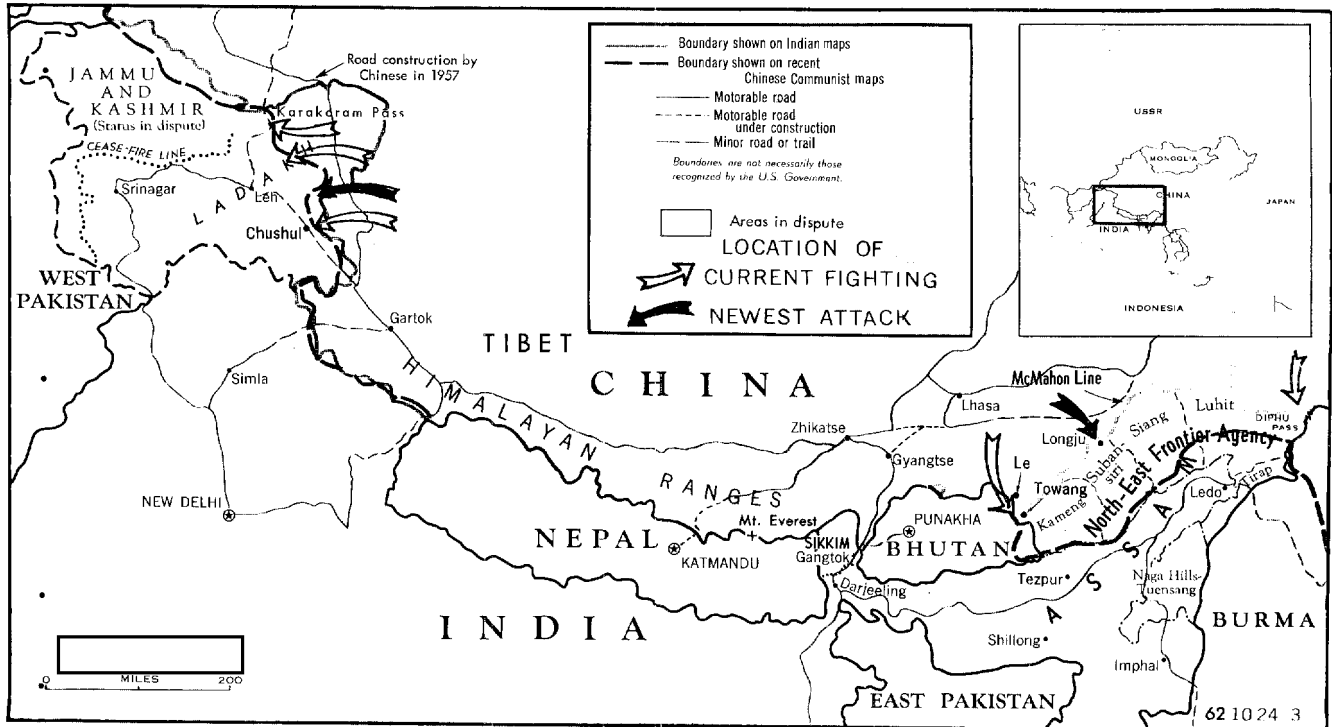 Road construction by
Chinese in 1957
JAMMU
AND
KASHMIR
(Status in dispute)
CEASE-FIRE LINE
Karakoram Pass
Srinagar
LADAKH
Leh
Chushul
WEST
PAKISTAN
Gartok
Simla
NEW DELHI
Boundary shown on Indian maps
Boundary shown on recent
Chinese Communist maps
Motorable road
Motorable road
under construction
Minor road or trail
Boundaries are not necessarily those
recognized by the U.S. Government.
Areas in dispute
LOCATION OF
CURRENT FIGHTING
NEWEST ATTACK
USSR
MONGOLIA
CHINA
JAPAN
INDIA
INDONESIA
TIBET
CHINA
HIMALAYAN RANGES
McMahon Line
Lhasa
Zhikatse
Gyangtse
Longju
Siang
Luhit
DIPHU
PASS
Le
Towang
Kameng
Suban-
siri
North-East Frontier Agency
Tirap
Ledo
Mt. Everest
NEPAL
KATMANDU
SIKKIM
Gangtok
PUNAKHA
BHUTAN
Darjeeling
Tezpur
ASSAM
Naga Hills-
Tuensang
BURMA
INDIA
Shillong
Imphal
EAST PAKISTAN
0 MILES 200
621024 3